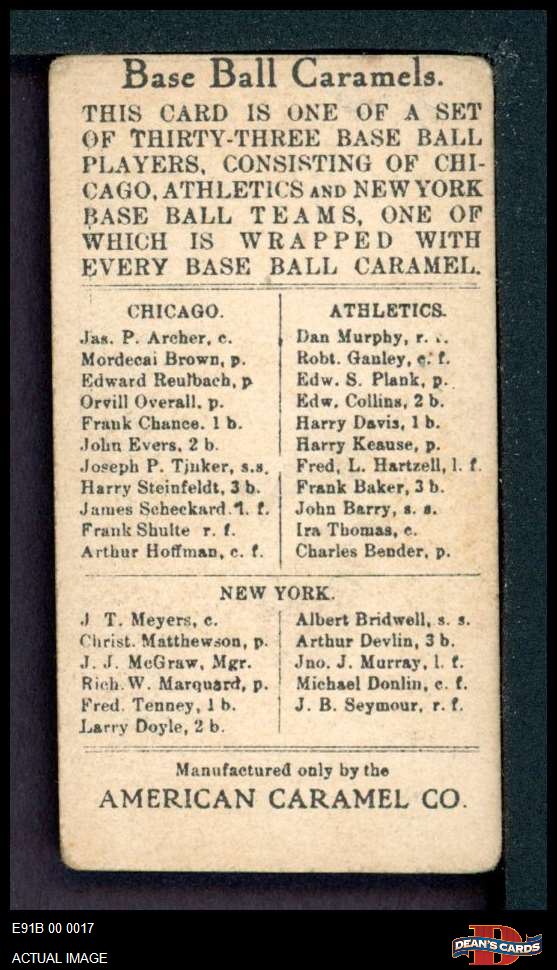 Base Ball Caramels.
THIS CARD IS ONE OF A SET
OF THIRTY-THREE BASE BALL
PLAYERS, CONSISTING OF CHI-
CAGO, ATHLETICS AND NEW YORK
BASE BALL TEAMS, ONE OF
WHICH IS WRAPPED WITH
EVERY BASE BALL CARAMEL.
CHICAGO.
Jas. P. Archer, c.
Mordecai Brown, p.
Edward Reulbach, p
Orvill Overall, p.
Frank Chance. 1 b.
John Evers, 2 b.
Joseph P. Tinker, s.s.
Harry Steinfeldt, 3 b.
James Scheckard. l. f.
Frank Shulte r. f.
Arthur Hoffman, c. f.
ATHLETICS.
Dan Murphy, r. .
Robt. Ganley, c. f.
Edw. S. Plank, p.
Edw. Collins, 2 b.
Harry Davis, 1 b.
Harry Keause, p.
Fred. L. Hartzell, l. f.
Frank Baker, 3 b.
John Barry, s. s.
Ira Thomas, c.
Charles Bender, p.
NEW YORK.
J T. Meyers, c.
Christ. Matthewson, p.
J. J. McGraw, Mgr.
Rich. W. Marquard, p.
Fred. Tenney, 1 b.
Larry Doyle, 2 b.
Albert Bridwell, s. s.
Arthur Devlin, 3 b.
Jno. J. Murray, l. f.
Michael Donlin, c. f.
J. B. Seymour, r. f.
Manufactured only by the
AMERICAN CARAMEL CO.
E91B 00 0017
ACTUAL IMAGE
DEAN'S CARDS